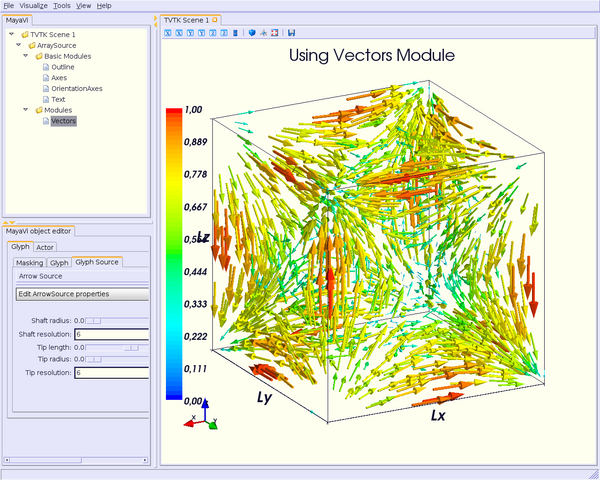 File Visualize Tools View Help
MayaVi
TVTK Scene 1
ArraySource
Basic Modules
Outline
Axes
OrientationAxes
Text
Modules
Vectors
MayaVi object editor
Glyph Actor
Masking Glyph Glyph Source
Arrow Source
Edit ArrowSource properties
Shaft radius: 0.0
Shaft resolution: 6
Tip length: 0.0
Tip radius: 0.0
Tip resolution: 6
TVTK Scene 1
Using Vectors Module
1,00
0,889
0,778
0,667
Lz
0,444
0,333
0,222
0,111
0,00
Ly
Lx
X
Y